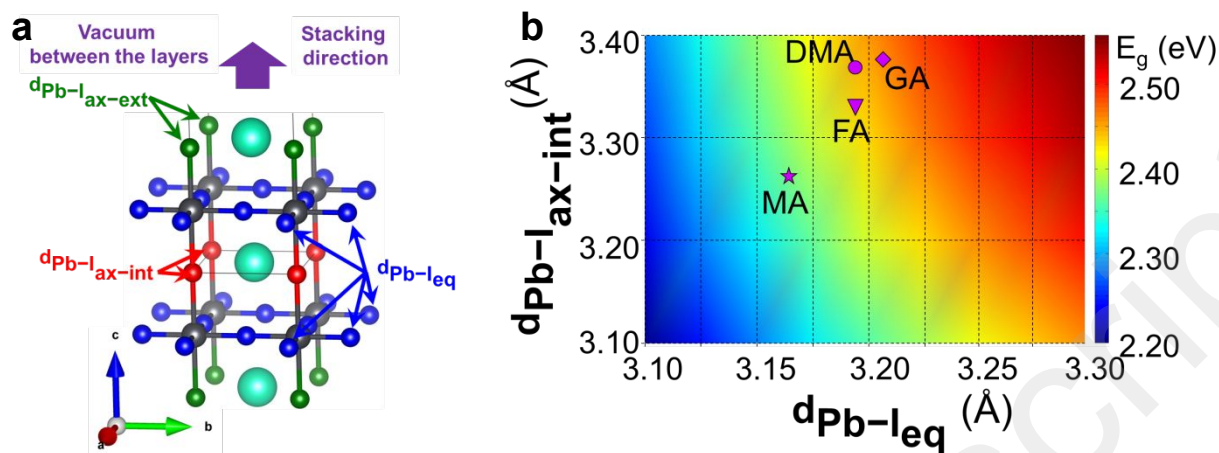 a
Vacuum
between the layers
Stacking
direction
dPb−Iax−ext
dPb−Iax−int
dPb−Ieq
c
b
a
b
dPb−Iax−int (Å)
3.40
3.30
3.20
3.10
DMA
GA
FA
MA
3.10
3.15
3.20
3.25
3.30
dPb−Ieq (Å)
Eg (eV)
2.50
2.40
2.30
2.20